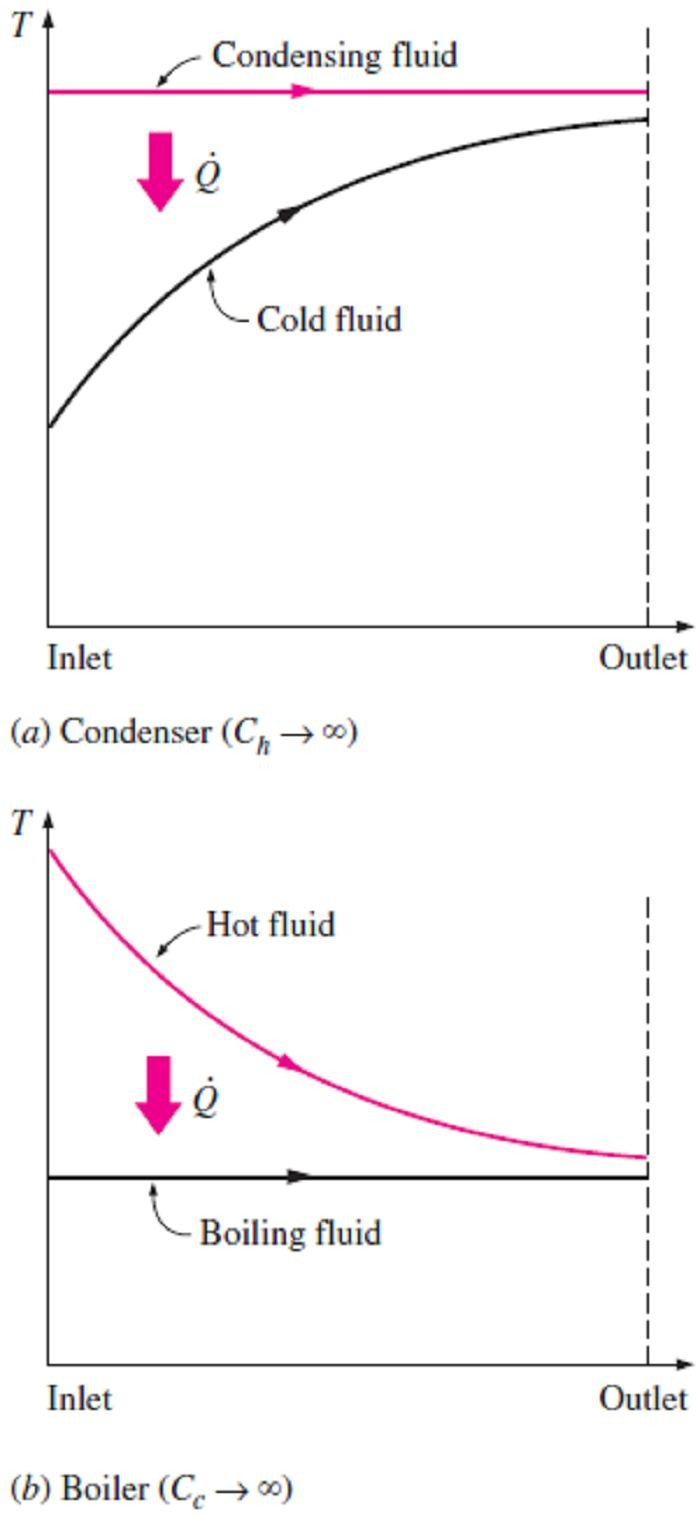 T
Condensing fluid
Q̇
Cold fluid
Inlet Outlet
(a) Condenser (C_h → ∞)
T
Hot fluid
Q̇
Boiling fluid
Inlet Outlet
(b) Boiler (C_c → ∞)